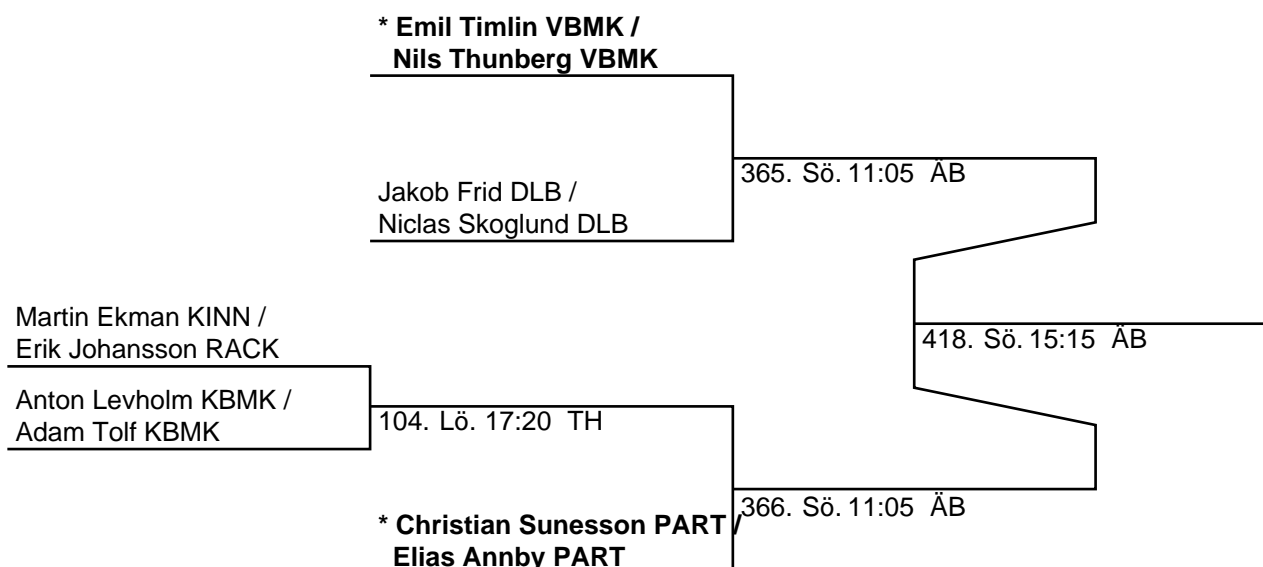 * Emil Timlin VBMK /
Nils Thunberg VBMK
365. Sö. 11:05 ÄB
Jakob Frid DLB /
Niclas Skoglund DLB
Martin Ekman KINN /
Erik Johansson RACK
418. Sö. 15:15 ÄB
Anton Levholm KBMK /
Adam Tolf KBMK
104. Lö. 17:20 TH
366. Sö. 11:05 ÄB
* Christian Sunesson PART /
Elias Annby PART